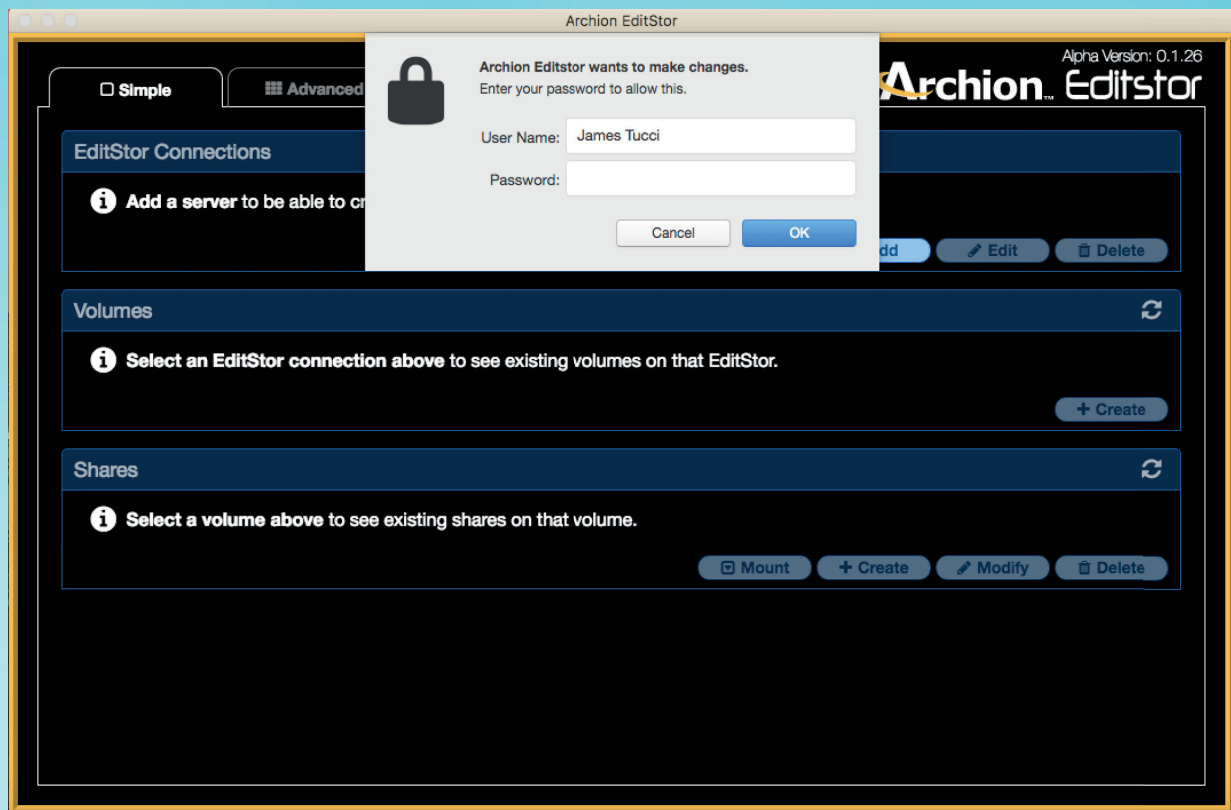 Archion EditStor
Alpha Version: 0.1.26
Archion™ Editstor
Simple
Advanced
Archion Editstor wants to make changes.
Enter your password to allow this.
User Name: James Tucci
Password:
Cancel OK
EditStor Connections
Add a server to be able to cr
dd Edit Delete
Volumes
Select an EditStor connection above to see existing volumes on that EditStor.
+ Create
Shares
Select a volume above to see existing shares on that volume.
Mount + Create Modify Delete